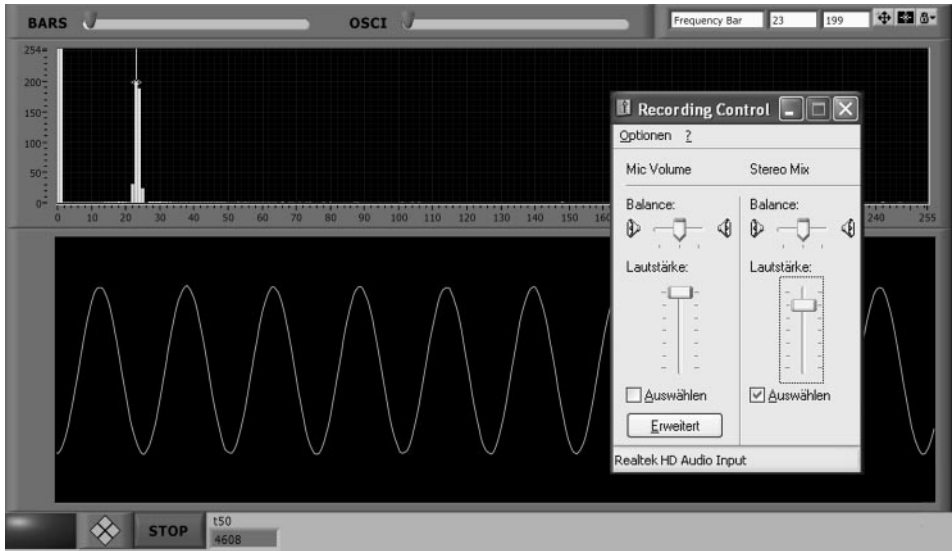 BARS OSCI Frequency Bar 23 199
254
200
150
100
50
0
0 10 20 30 40 50 60 70 80 90 100 110 120 130 140 150 160 240 255
Recording Control
Optionen ?
Mic Volume Stereo Mix
Balance: Balance:
Lautstärke: Lautstärke:
Auswählen Auswählen
Erweitert
Realtek HD Audio Input
STOP t50
4608